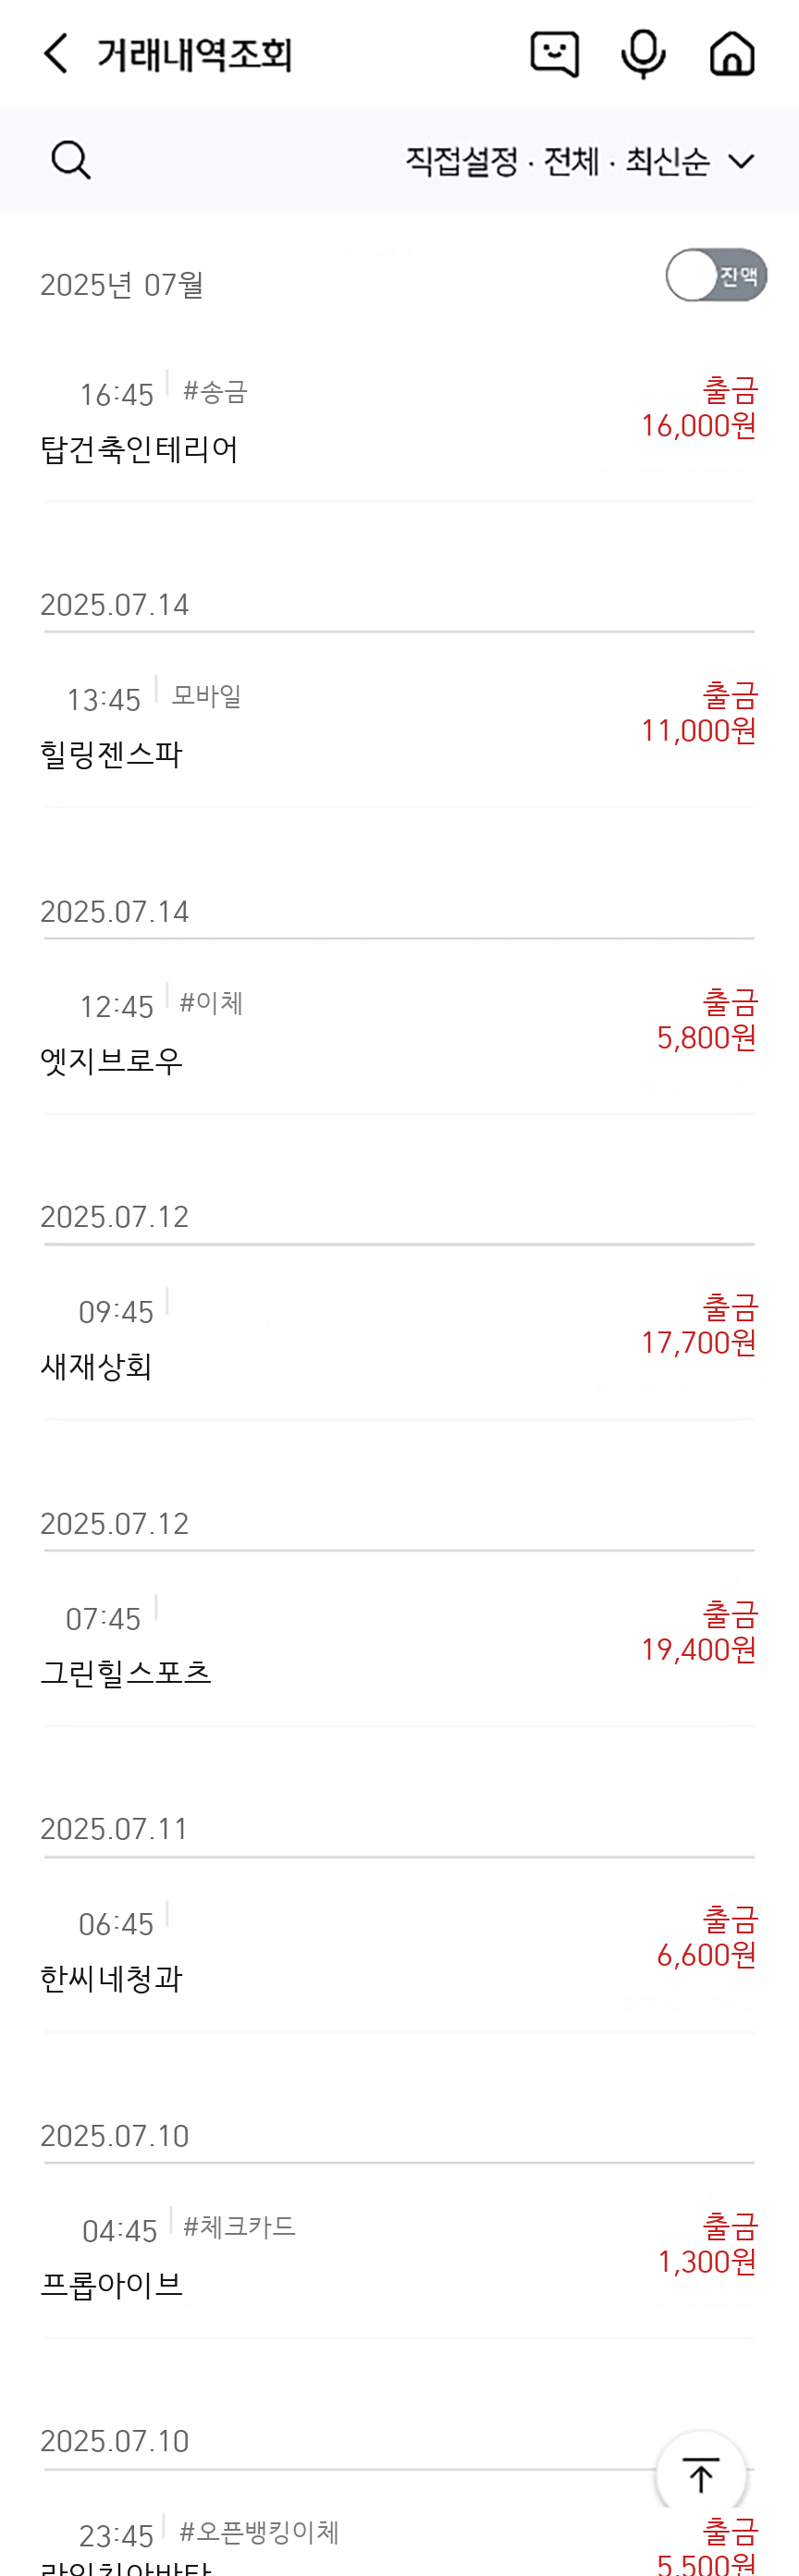 거래내역조회
직접설정 · 전체 · 최신순
2025년 07월
잔액
16:45 #송금
출금
16,000원
탑건축인테리어
2025.07.14
13:45 모바일
출금
11,000원
힐링젠스파
2025.07.14
12:45 #이체
출금
5,800원
엣지브로우
2025.07.12
09:45
출금
17,700원
새재상회
2025.07.12
07:45
출금
19,400원
그린힐스포츠
2025.07.11
06:45
출금
6,600원
한씨네청과
2025.07.10
04:45 #체크카드
출금
1,300원
프롭아이브
2025.07.10
23:45 #오픈뱅킹이체
출금
5,500원